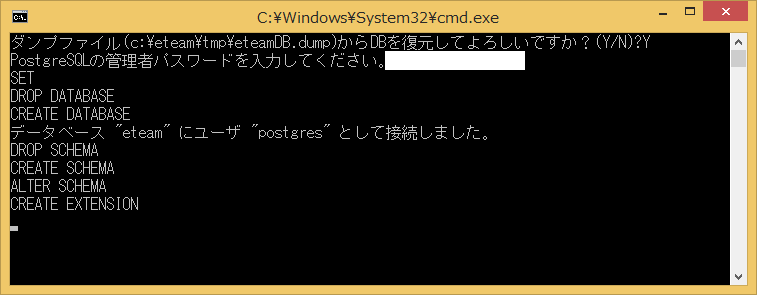 C:¥Windows¥System32¥cmd.exe
ダンプファイル(c:¥eteam¥tmp¥eteamDB.dump)からDBを復元してよろしいですか？(Y/N)?Y
PostgreSQLの管理者パスワードを入力してください。
SET
DROP DATABASE
CREATE DATABASE
データベース "eteam" にユーザ "postgres" として接続しました。
DROP SCHEMA
CREATE SCHEMA
ALTER SCHEMA
CREATE EXTENSION